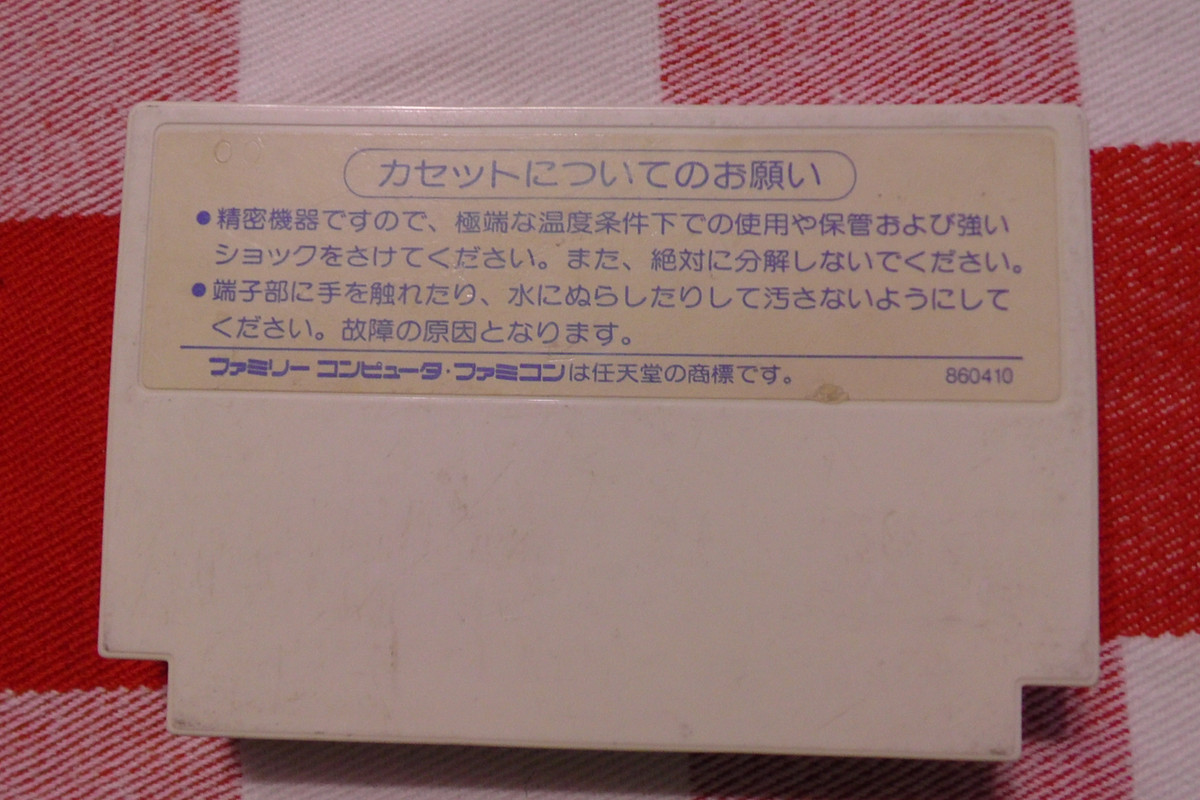 カセットについてのお願い
●精密機器ですので、極端な温度条件下での使用や保管および強い
ショックをさけてください。また、絶対に分解しないでください。
●端子部に手を触れたり、水にぬらしたりして汚さないようにして
ください。故障の原因となります。
ファミリーコンピュータ・ファミコンは任天堂の商標です。 860410